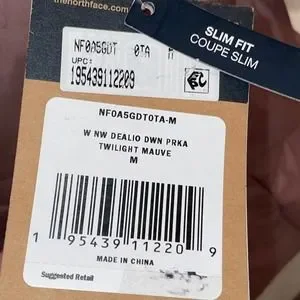 thenorthface.com
SLIM FIT
COUPE SLIM
NF0A5GDT 0TA M
UPC:
195439112209
NF0A5GDT0TA-M
W NW DEALIO DWN PRKA
TWILIGHT MAUVE
M
1 95439 11220 9
MADE IN CHINA
Suggested Retail